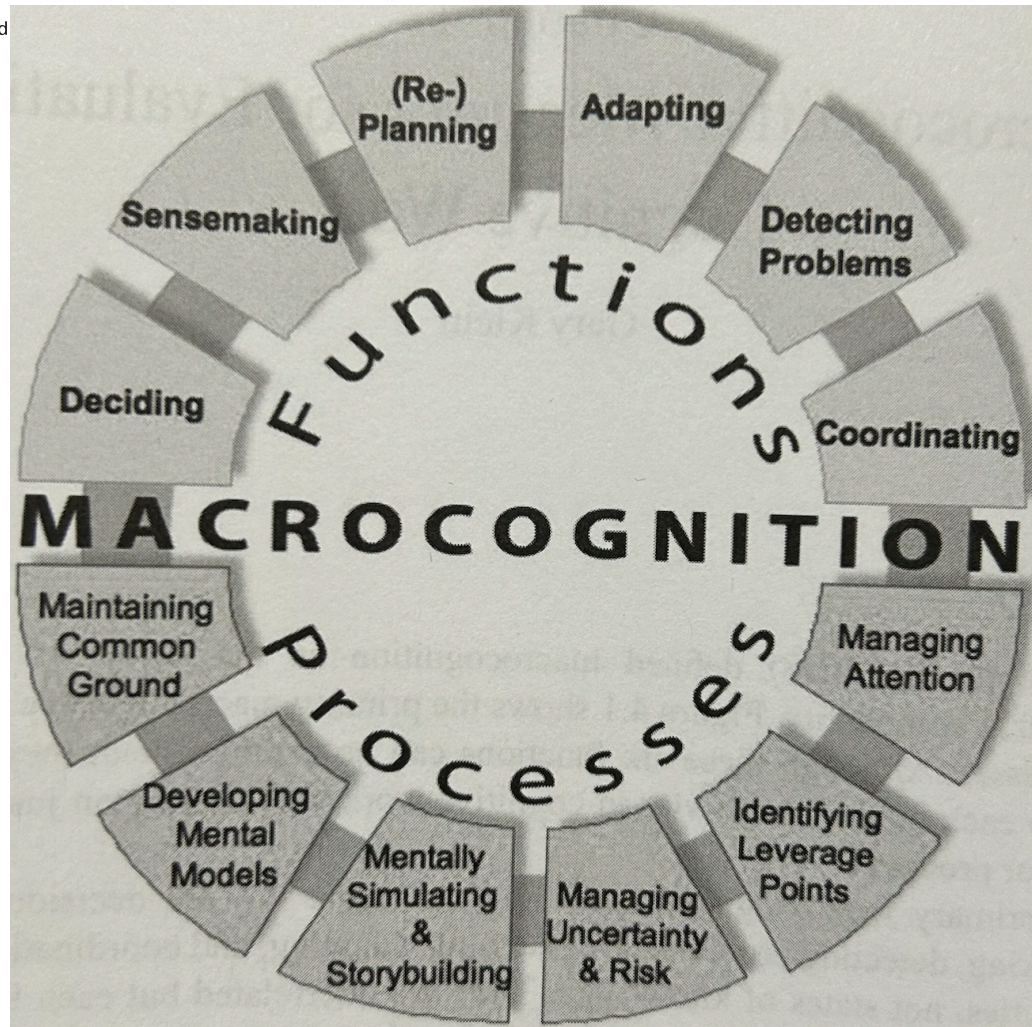 d
(Re-)
Planning
Adapting
Sensemaking
Detecting
Problems
Deciding
Coordinating
Functions
MACROCOGNITION
Processes
Maintaining
Common
Ground
Managing
Attention
Developing
Mental
Models
Identifying
Leverage
Points
Mentally
Simulating
&
Storybuilding
Managing
Uncertainty
& Risk